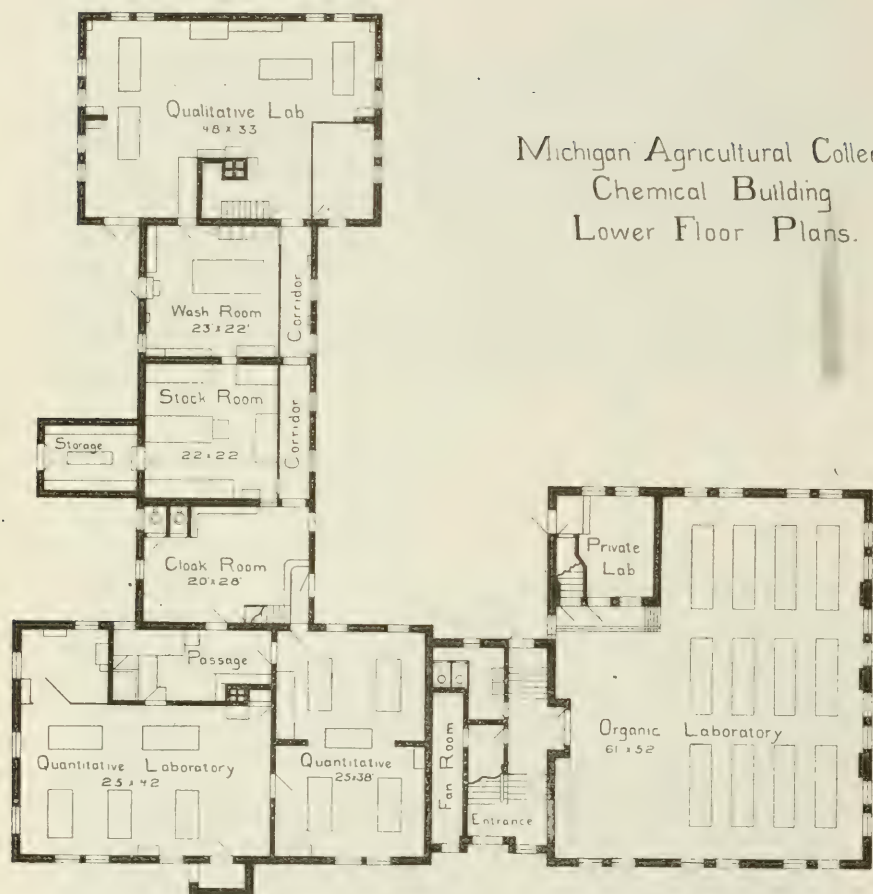 Michigan Agricultural Colle
Chemical Building
Lower Floor Plans.
Qualitative Lab
48 x 33
Wash Room
23' x 22'
Corridor
Stock Room
22 x 22
Corridor
Storage
Cloak Room
20' x 28'
Passage
Quantitative Laboratory
25 x 42
Quantitative
25 x 38'
Fan Room
Entrance
Private
Lab
Organic Laboratory
61 x 52